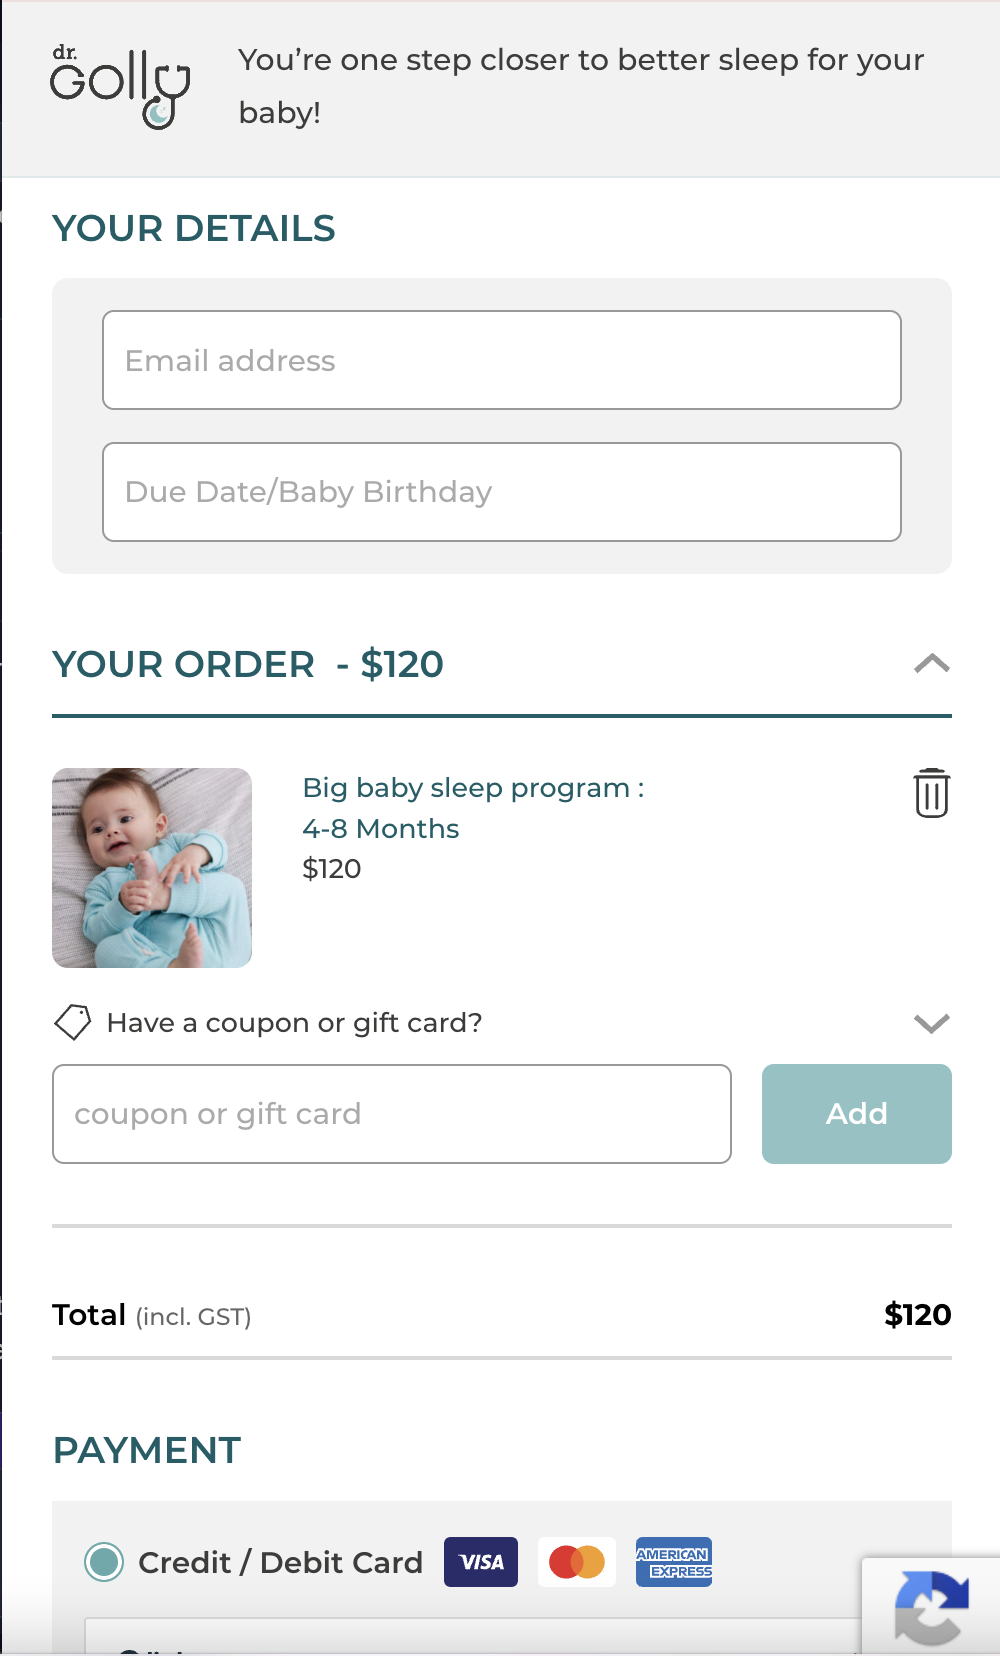 dr.
Golly
You’re one step closer to better sleep for your
baby!
YOUR DETAILS
Email address
Due Date/Baby Birthday
YOUR ORDER - $120
Big baby sleep program :
4-8 Months
$120
Have a coupon or gift card?
coupon or gift card
Add
Total (incl. GST)
$120
PAYMENT
Credit / Debit Card
VISA
AMERICAN
EXPRESS